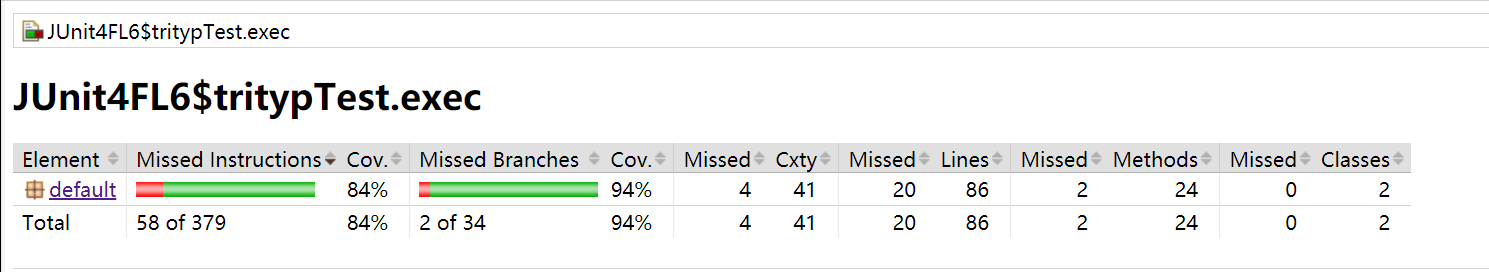 JUnit4FL6$tritypTest.exec
JUnit4FL6$tritypTest.exec
Element Missed Instructions Cov. Missed Branches Cov. Missed Cxty Missed Lines Missed Methods Missed Classes
default 84% 94% 4 41 20 86 2 24 0 2
Total 58 of 379 84% 2 of 34 94% 4 41 20 86 2 24 0 2